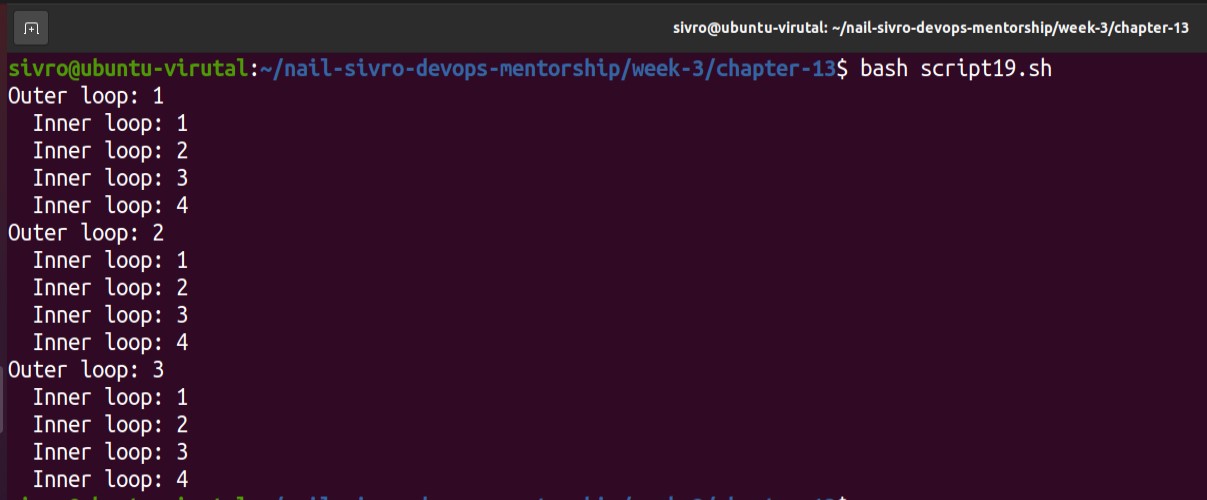 sivro@ubuntu-virutal: ~/nail-sivro-devops-mentorship/week-3/chapter-13
sivro@ubuntu-virutal:~/nail-sivro-devops-mentorship/week-3/chapter-13$ bash script19.sh
Outer loop: 1
  Inner loop: 1
  Inner loop: 2
  Inner loop: 3
  Inner loop: 4
Outer loop: 2
  Inner loop: 1
  Inner loop: 2
  Inner loop: 3
  Inner loop: 4
Outer loop: 3
  Inner loop: 1
  Inner loop: 2
  Inner loop: 3
  Inner loop: 4